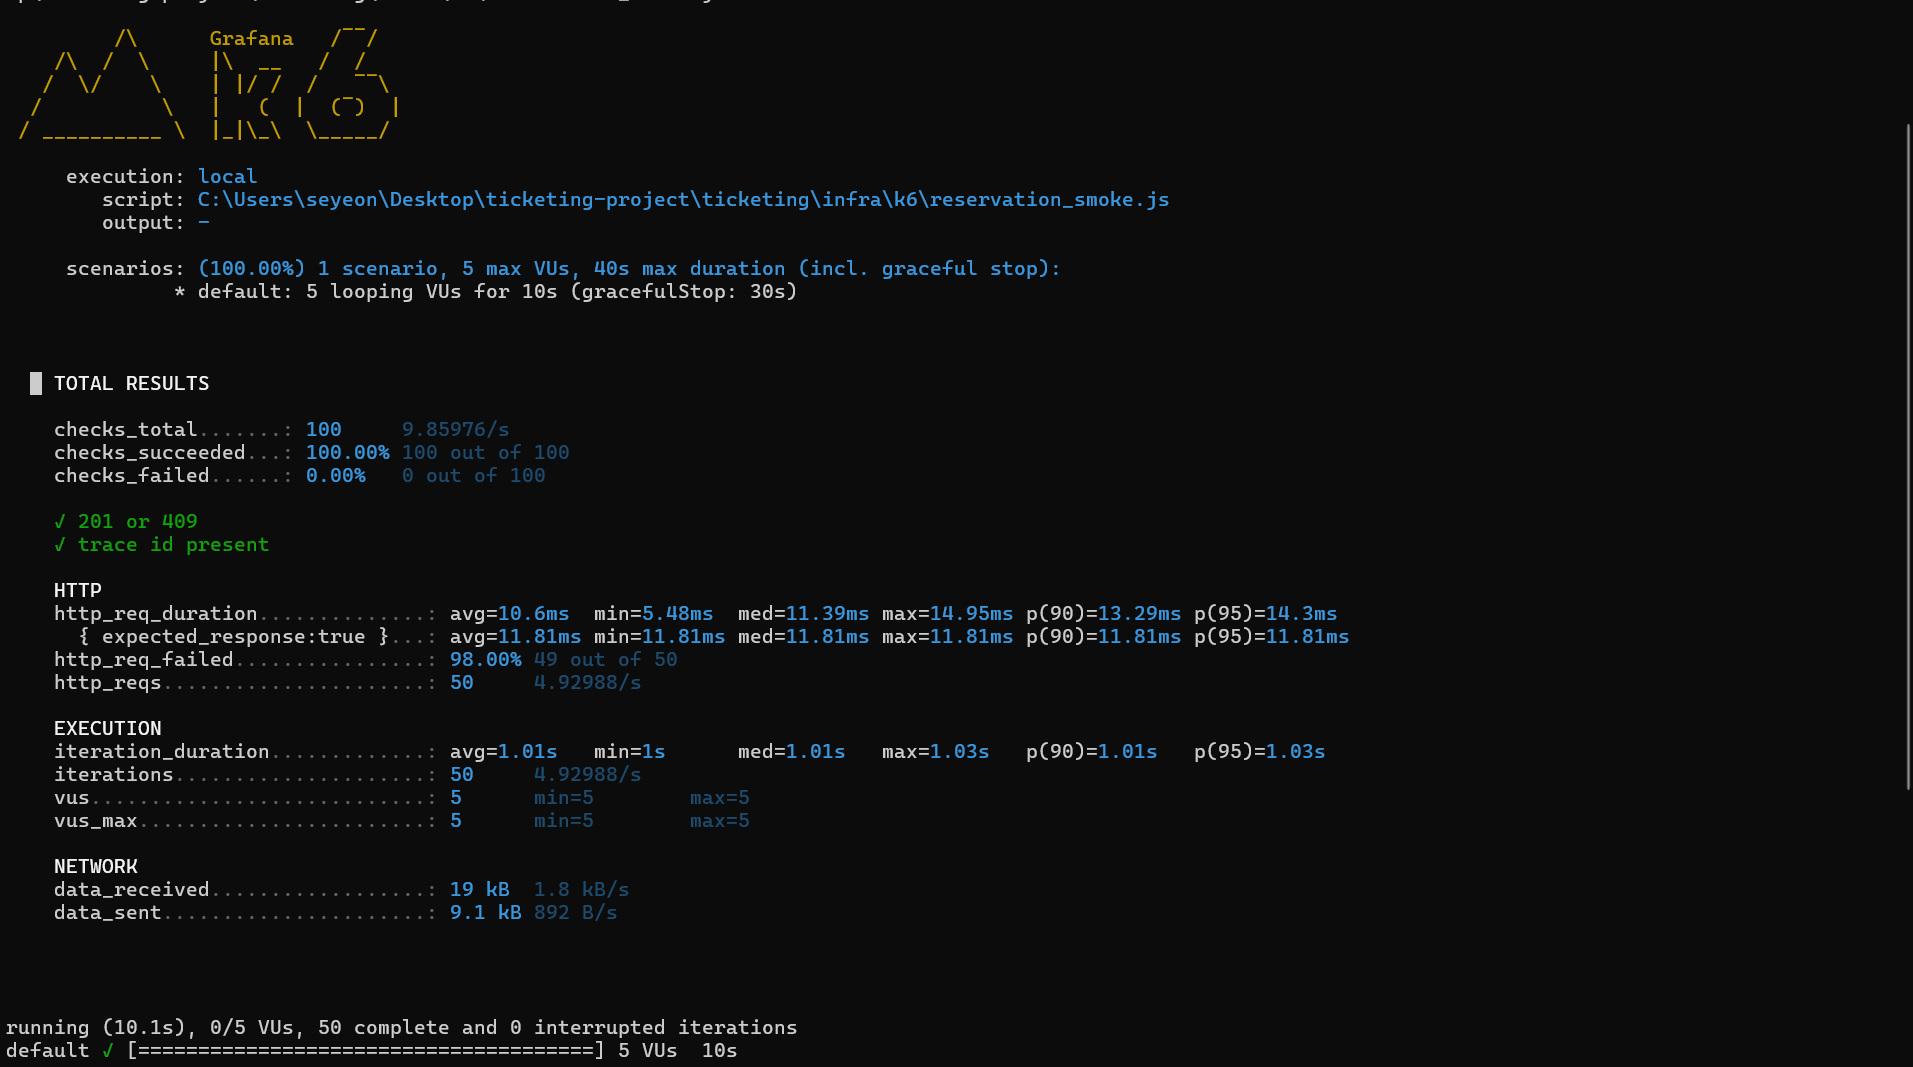 Grafana
execution: local
script: C:\Users\seyeon\Desktop\ticketing-project\ticketing\infra\k6\reservation_smoke.js
output: -
scenarios: (100.00%) 1 scenario, 5 max VUs, 40s max duration (incl. graceful stop):
* default: 5 looping VUs for 10s (gracefulStop: 30s)
TOTAL RESULTS
checks_total.......: 100 9.85976/s
checks_succeeded...: 100.00% 100 out of 100
checks_failed......: 0.00% 0 out of 100
✓ 201 or 409
✓ trace id present
HTTP
http_req_duration..............: avg=10.6ms min=5.48ms med=11.39ms max=14.95ms p(90)=13.29ms p(95)=14.3ms
{ expected_response:true }...: avg=11.81ms min=11.81ms med=11.81ms max=11.81ms p(90)=11.81ms p(95)=11.81ms
http_req_failed................: 98.00% 49 out of 50
http_reqs......................: 50 4.92988/s
EXECUTION
iteration_duration.............: avg=1.01s min=1s med=1.01s max=1.03s p(90)=1.01s p(95)=1.03s
iterations.....................: 50 4.92988/s
vus............................: 5 min=5 max=5
vus_max........................: 5 min=5 max=5
NETWORK
data_received..................: 19 kB 1.8 kB/s
data_sent......................: 9.1 kB 892 B/s
running (10.1s), 0/5 VUs, 50 complete and 0 interrupted iterations
default ✓ [======================================] 5 VUs 10s